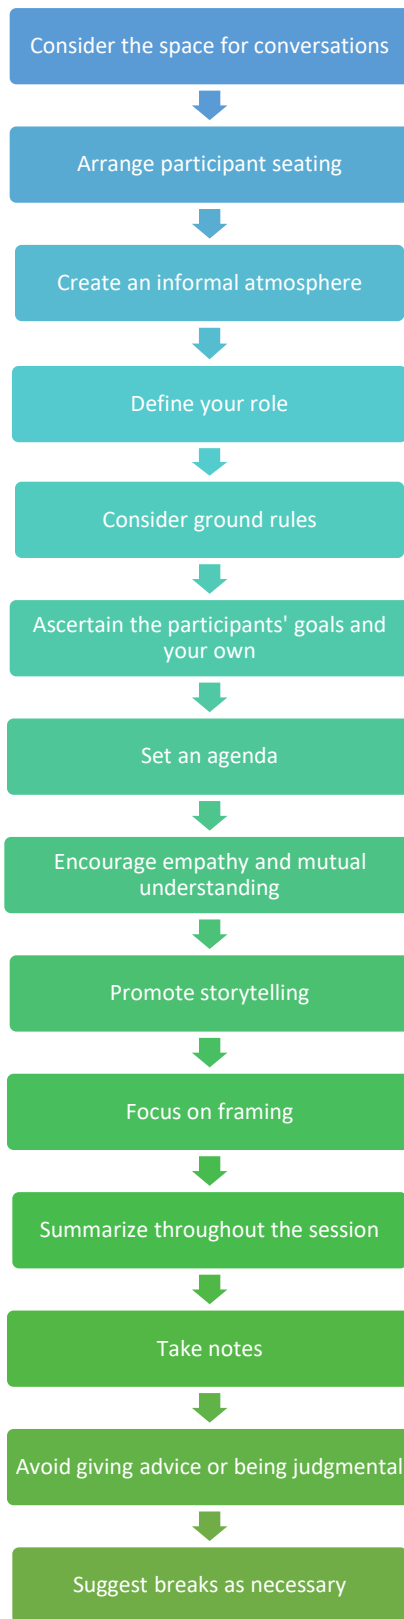 Consider the space for conversations
Arrange participant seating
Create an informal atmosphere
Define your role
Consider ground rules
Ascertain the participants' goals and
your own
Set an agenda
Encourage empathy and mutual
understanding
Promote storytelling
Focus on framing
Summarize throughout the session
Take notes
Avoid giving advice or being judgmental
Suggest breaks as necessary